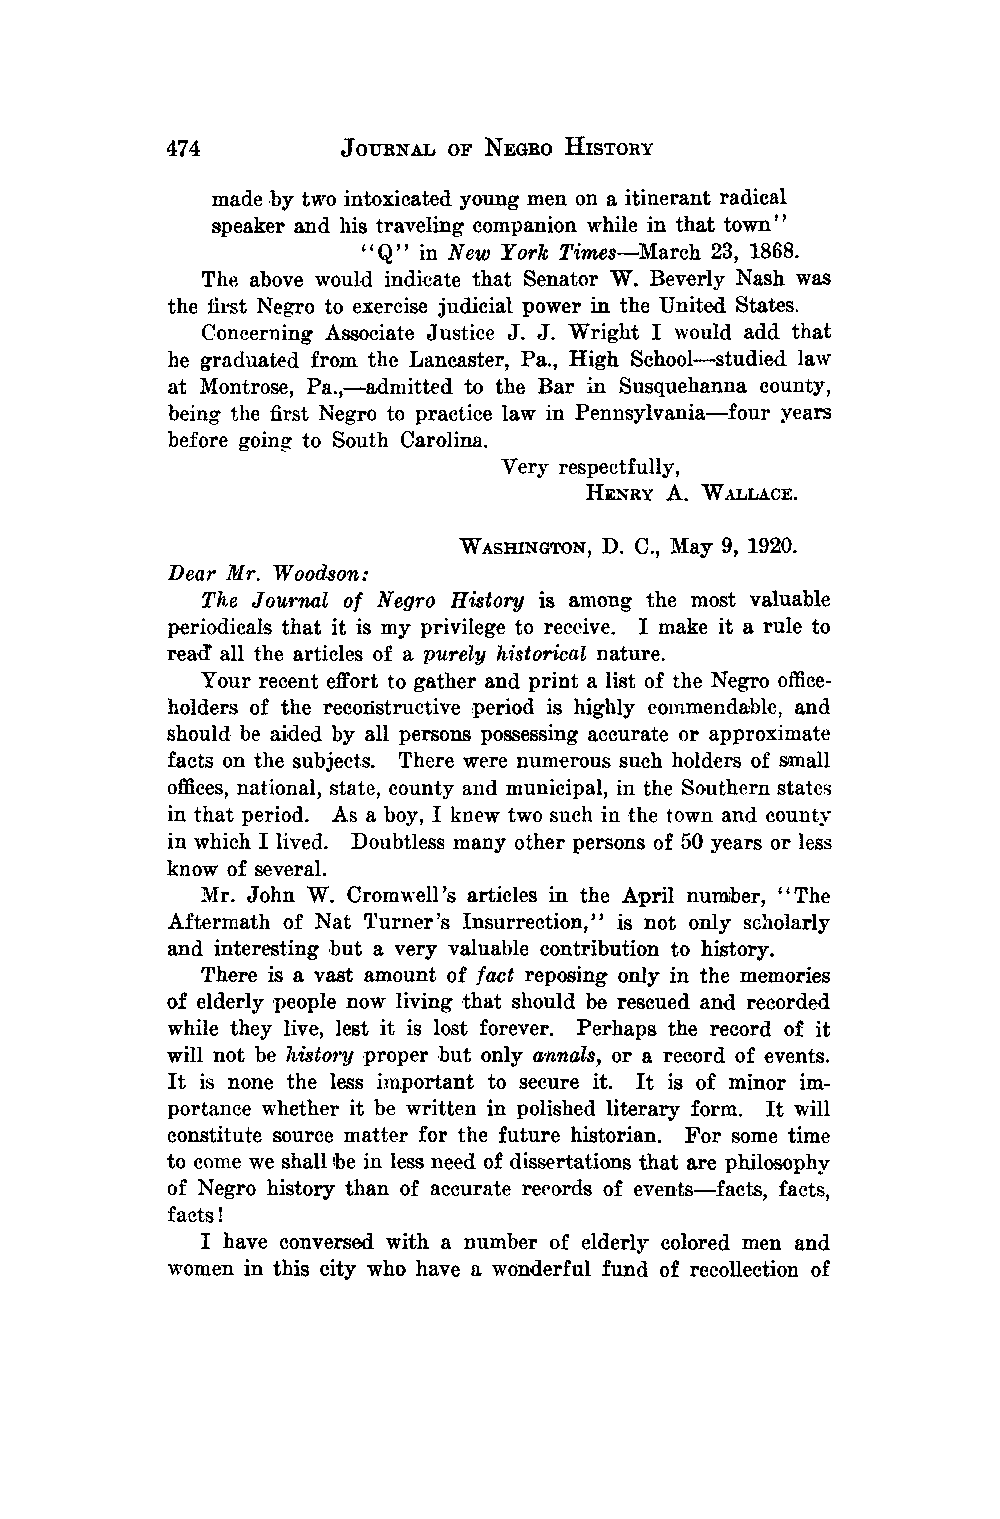 474 JOURNAL OF NEGRO HISTORY
made by two intoxicated young men on a itinerant radical
speaker and his traveling companion while in that town''
"Q" in New York Times—March 23, 1868.
The above would indicate that Senator W. Beverly Nash was
the first Negro to exercise judicial power in the United States.
Concerning Associate Justice J. J. Wright I would add that
he graduated from the Lancaster, Pa., High School—studied law
at Montrose, Pa.,—admitted to the Bar in Susquehanna county,
being the first Negro to practice law in Pennsylvania—four years
before going to South Carolina.
Very respectfully,
HENRY A. WALLACE.
WASHINGTON, D. C., May 9, 1920.
Dear Mr. Woodson:
The Journal of Negro History is among the most valuable
periodicals that it is my privilege to receive. I make it a rule to
read all the articles of a purely historical nature.
Your recent effort to gather and print a list of the Negro office-
holders of the reconstructive period is highly commendable, and
should be aided by all persons possessing accurate or approximate
facts on the subjects. There were numerous such holders of small
offices, national, state, county and municipal, in the Southern states
in that period. As a boy, I knew two such in the town and county
in which I lived. Doubtless many other persons of 50 years or less
know of several.
Mr. John W. Cromwell's articles in the April number, "The
Aftermath of Nat Turner's Insurrection," is not only scholarly
and interesting but a very valuable contribution to history.
There is a vast amount of fact reposing only in the memories
of elderly people now living that should be rescued and recorded
while they live, lest it is lost forever. Perhaps the record of it
will not be history proper but only annals, or a record of events.
It is none the less important to secure it. It is of minor im-
portance whether it be written in polished literary form. It will
constitute source matter for the future historian. For some time
to come we shall be in less need of dissertations that are philosophy
of Negro history than of accurate records of events—facts, facts,
facts!
I have conversed with a number of elderly colored men and
women in this city who have a wonderful fund of recollection of